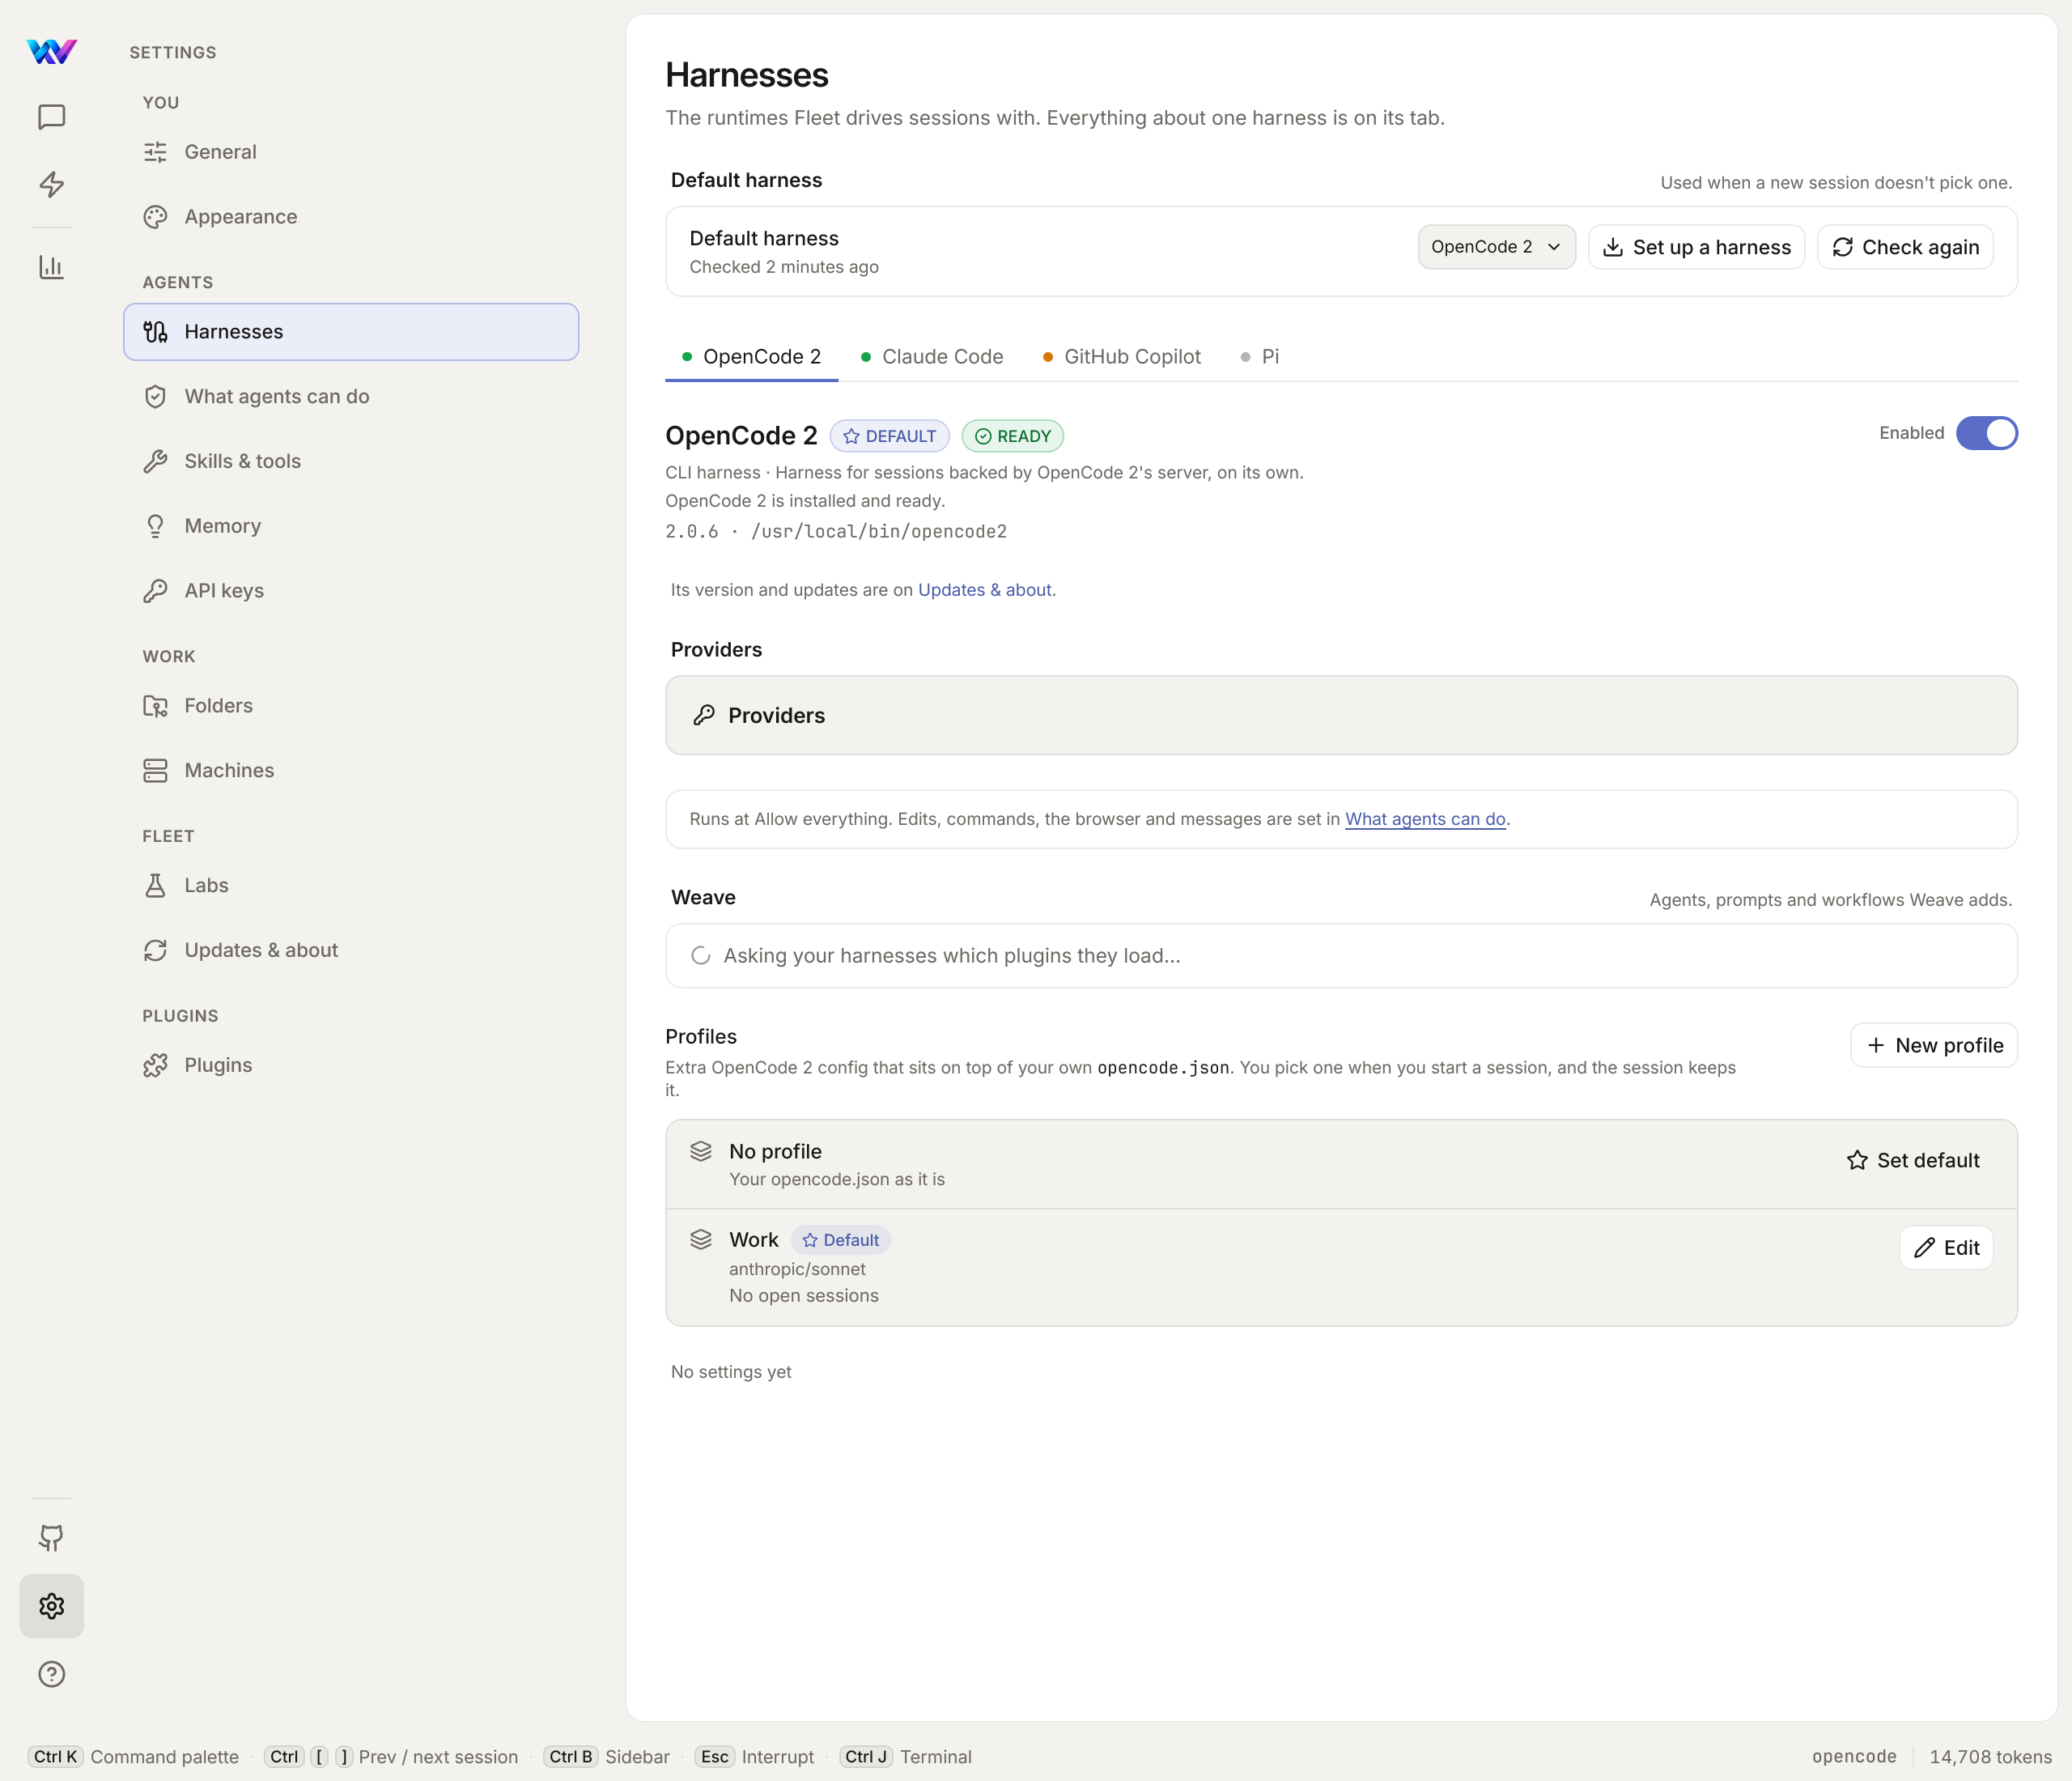 SETTINGS
YOU
General
Appearance
AGENTS
Harnesses
What agents can do
Skills & tools
Memory
API keys
WORK
Folders
Machines
FLEET
Labs
Updates & about
PLUGINS
Plugins
Harnesses
The runtimes Fleet drives sessions with. Everything about one harness is on its tab.
Default harness
Used when a new session doesn't pick one.
Default harness
Checked 2 minutes ago
OpenCode 2
Set up a harness
Check again
OpenCode 2
Claude Code
GitHub Copilot
Pi
OpenCode 2
DEFAULT
READY
Enabled
CLI harness · Harness for sessions backed by OpenCode 2's server, on its own.
OpenCode 2 is installed and ready.
2.0.6 · /usr/local/bin/opencode2
Its version and updates are on Updates & about.
Providers
Providers
Runs at Allow everything. Edits, commands, the browser and messages are set in What agents can do.
Weave
Agents, prompts and workflows Weave adds.
Asking your harnesses which plugins they load...
Profiles
New profile
Extra OpenCode 2 config that sits on top of your own opencode.json. You pick one when you start a session, and the session keeps
it.
No profile
Your opencode.json as it is
Set default
Work
Default
anthropic/sonnet
No open sessions
Edit
No settings yet
Ctrl K Command palette · Ctrl [ ] Prev / next session · Ctrl B Sidebar · Esc Interrupt · Ctrl J Terminal
opencode
14,708 tokens